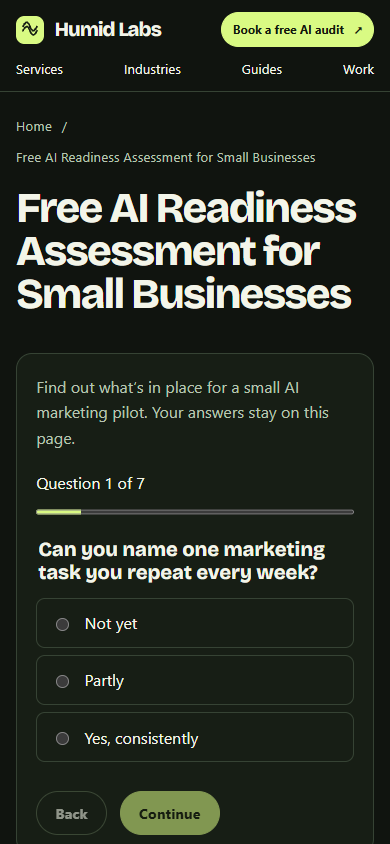 Humid Labs
Book a free AI audit ↗
Services Industries Guides Work
Home /
Free AI Readiness Assessment for Small Businesses
Free AI Readiness
Assessment for
Small Businesses
Find out what's in place for a small AI
marketing pilot. Your answers stay on this
page.
Question 1 of 7
Can you name one marketing
task you repeat every week?
Not yet
Partly
Yes, consistently
Back Continue